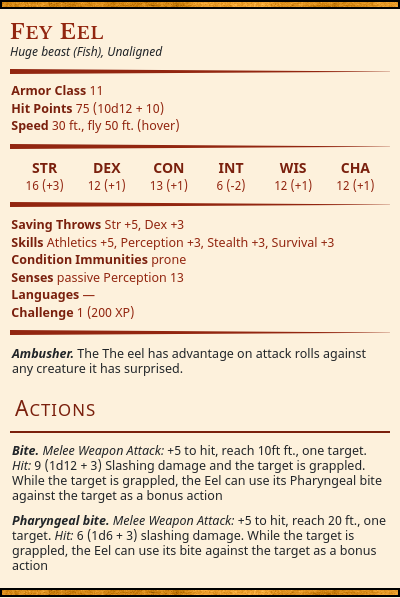 Fey Eel
Huge beast (Fish), Unaligned
Armor Class 11
Hit Points 75 (10d12 + 10)
Speed 30 ft., fly 50 ft. (hover)
STR DEX CON INT WIS CHA
16 (+3) 12 (+1) 13 (+1) 6 (-2) 12 (+1) 12 (+1)
Saving Throws Str +5, Dex +3
Skills Athletics +5, Perception +3, Stealth +3, Survival +3
Condition Immunities prone
Senses passive Perception 13
Languages —
Challenge 1 (200 XP)
Ambusher. The The eel has advantage on attack rolls against
any creature it has surprised.
Actions
Bite. Melee Weapon Attack: +5 to hit, reach 10ft ft., one target.
Hit: 9 (1d12 + 3) Slashing damage and the target is grappled.
While the target is grappled, the Eel can use its Pharyngeal bite
against the target as a bonus action
Pharyngeal bite. Melee Weapon Attack: +5 to hit, reach 20 ft., one
target. Hit: 6 (1d6 + 3) slashing damage. While the target is
grappled, the Eel can use its bite against the target as a bonus
action